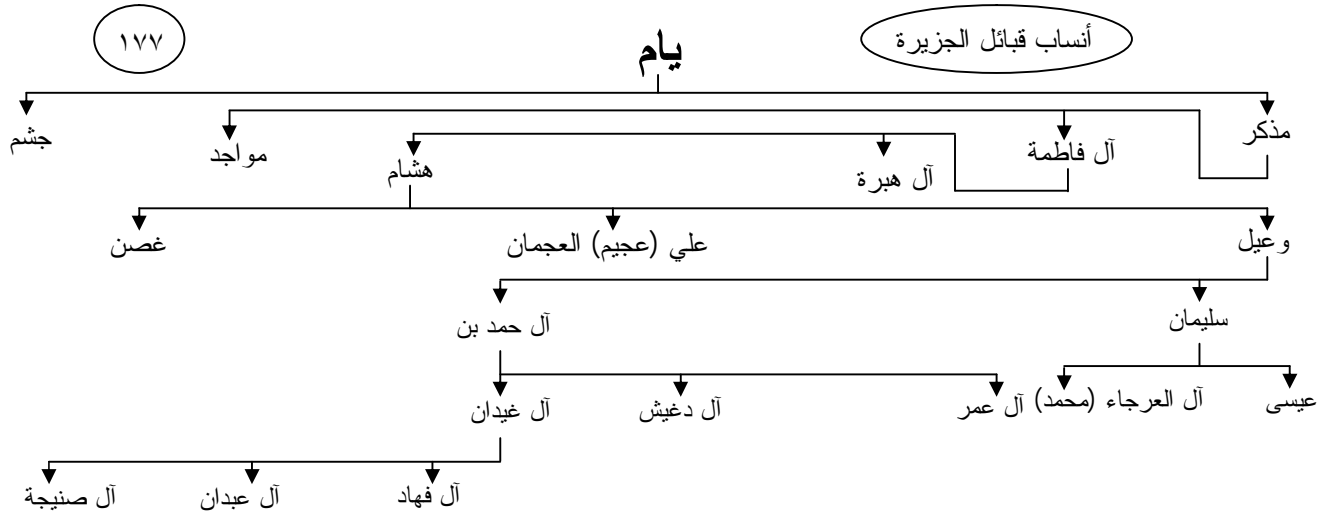 أنساب قبائل الجزيرة
١٧٧
يام
مذكر
جشم
آل فاطمة
مواجد
آل هبرة
هشام
وعيل
علي (عجيم) العجمان
غصن
سليمان
آل حمد بن
عيسى
آل العرجاء (محمد)
آل عمر
آل دغيش
آل غيدان
آل فهاد
آل عبدان
آل صنيجة